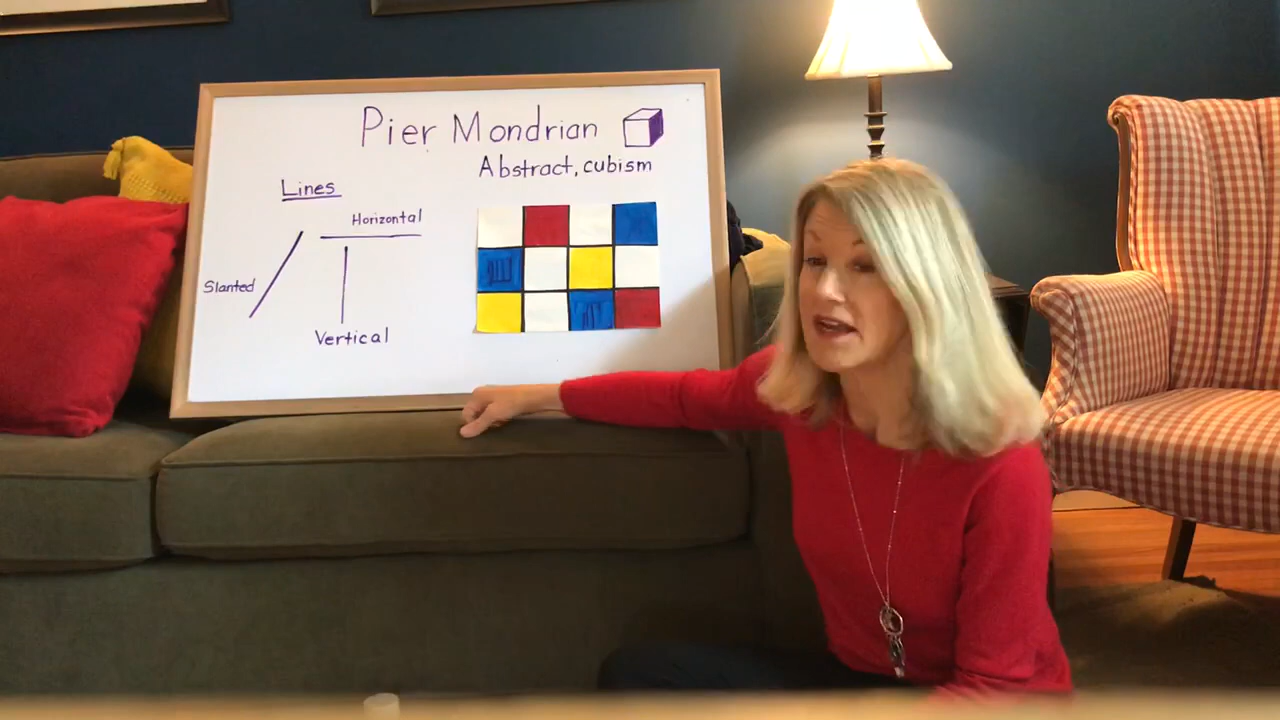 Pier Mondrian
Abstract, cubism
Lines
Horizontal
Slanted
Vertical